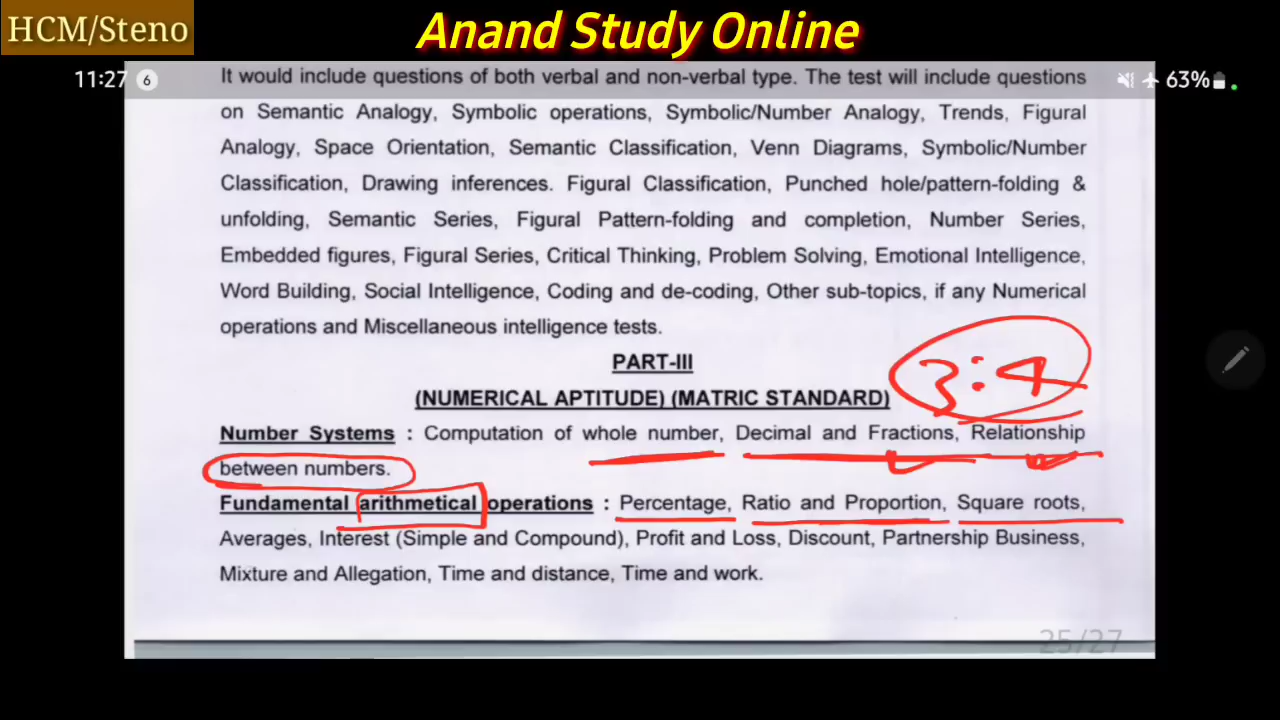 HCM/Steno
Anand Study Online
11:27 6
63%
It would include questions of both verbal and non-verbal type. The test will include questions
on Semantic Analogy, Symbolic operations, Symbolic/Number Analogy, Trends, Figural
Analogy, Space Orientation, Semantic Classification, Venn Diagrams, Symbolic/Number
Classification, Drawing inferences. Figural Classification, Punched hole/pattern-folding &
unfolding, Semantic Series, Figural Pattern-folding and completion, Number Series,
Embedded figures, Figural Series, Critical Thinking, Problem Solving, Emotional Intelligence,
Word Building, Social Intelligence, Coding and de-coding, Other sub-topics, if any Numerical
operations and Miscellaneous intelligence tests.
PART-III
3:4
(NUMERICAL APTITUDE) (MATRIC STANDARD)
Number Systems : Computation of whole number, Decimal and Fractions, Relationship
between numbers.
Fundamental arithmetical operations : Percentage, Ratio and Proportion, Square roots,
Averages, Interest (Simple and Compound), Profit and Loss, Discount, Partnership Business,
Mixture and Allegation, Time and distance, Time and work.
25/27